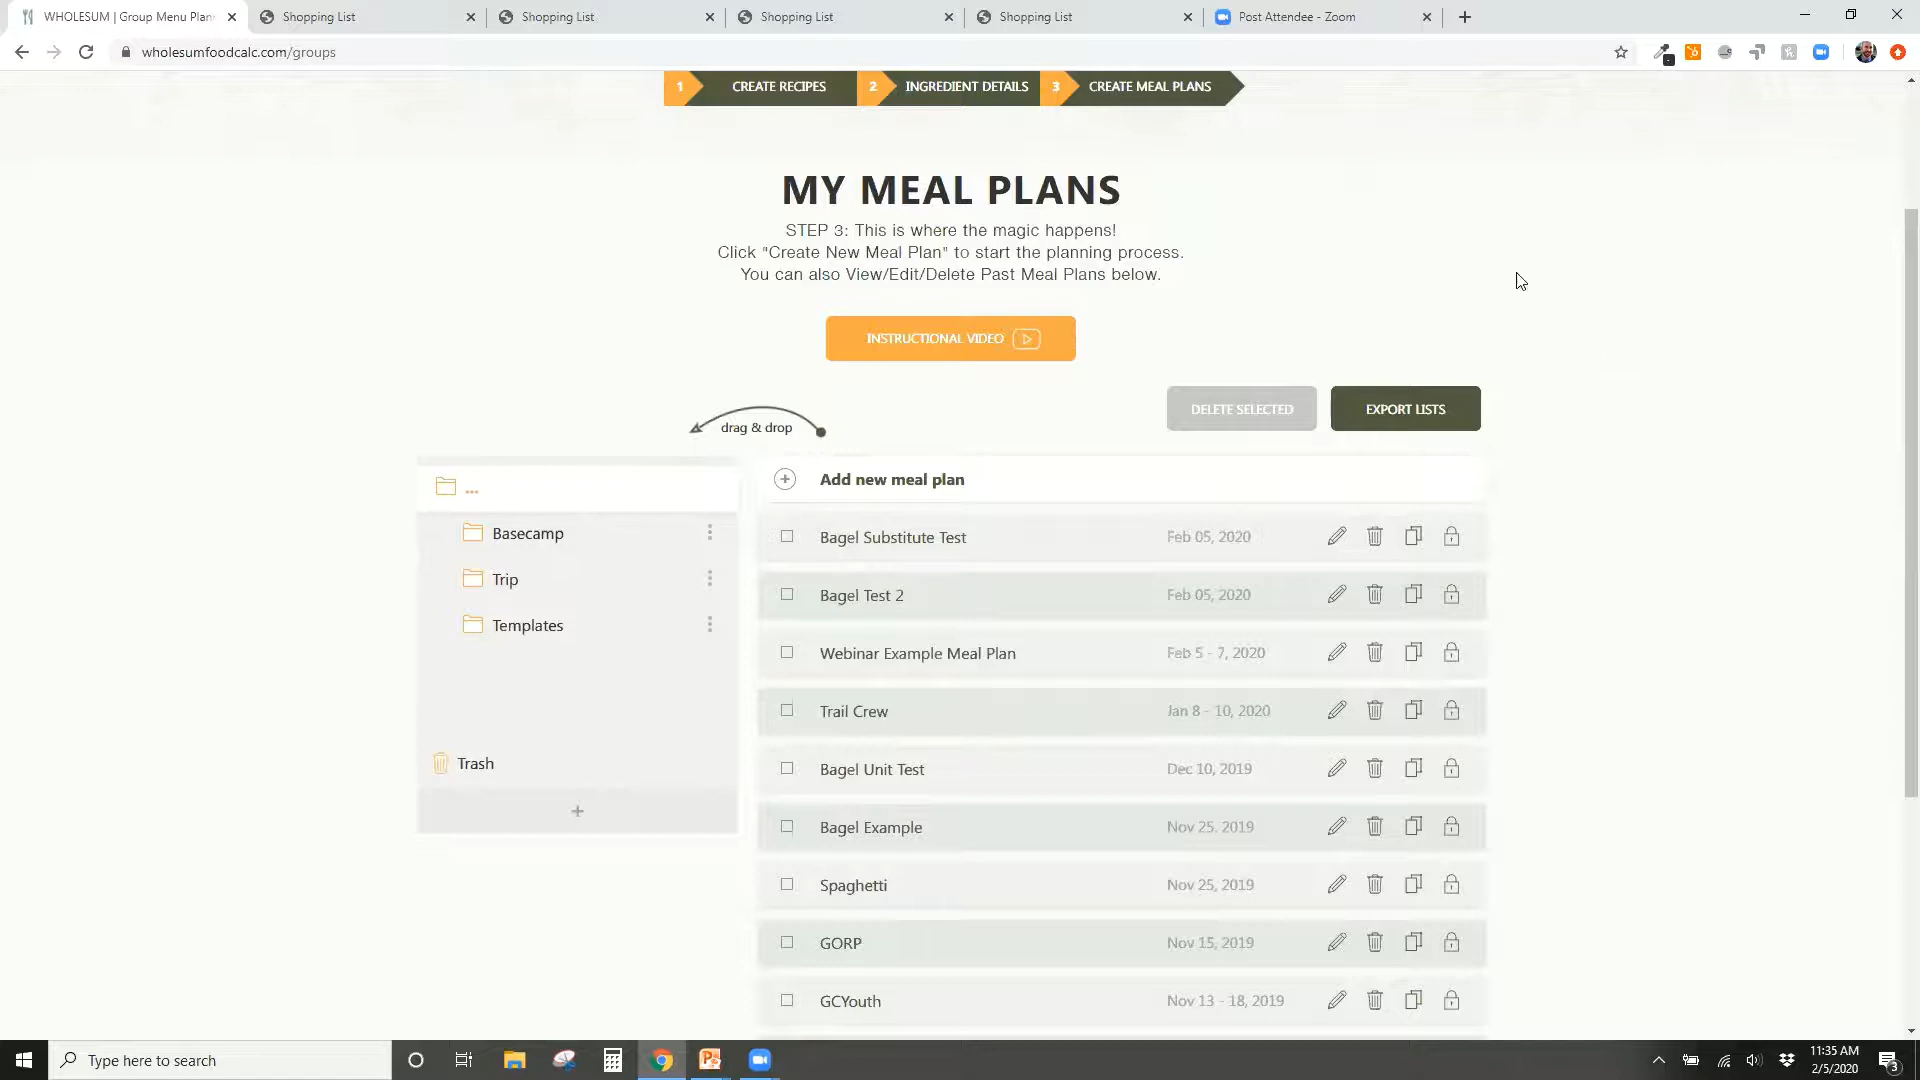 WHOLESUM | Group Menu Plan
Shopping List
Shopping List
Shopping List
Shopping List
Post Attendee - Zoom
wholesumfoodcalc.com/groups
1 CREATE RECIPES
2 INGREDIENT DETAILS
3 CREATE MEAL PLANS
MY MEAL PLANS
STEP 3: This is where the magic happens!
Click "Create New Meal Plan" to start the planning process.
You can also View/Edit/Delete Past Meal Plans below.
INSTRUCTIONAL VIDEO
DELETE SELECTED
EXPORT LISTS
drag & drop
...
Basecamp
Trip
Templates
Trash
+
Add new meal plan
Bagel Substitute Test Feb 05, 2020
Bagel Test 2 Feb 05, 2020
Webinar Example Meal Plan Feb 5 - 7, 2020
Trail Crew Jan 8 - 10, 2020
Bagel Unit Test Dec 10, 2019
Bagel Example Nov 25, 2019
Spaghetti Nov 25, 2019
GORP Nov 15, 2019
GCYouth Nov 13 - 18, 2019
Type here to search
11:35 AM
2/5/2020
3